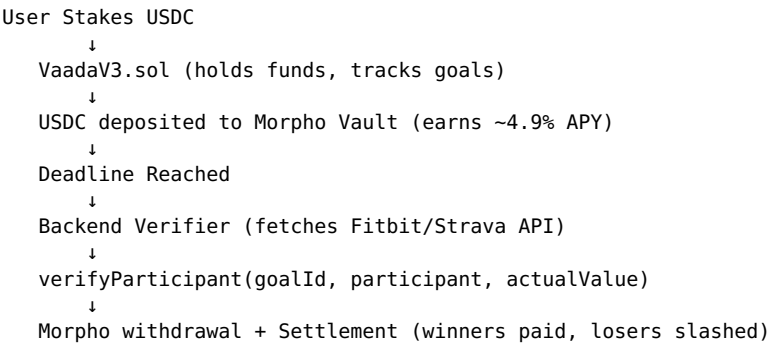 User Stakes USDC
↓
VaadaV3.sol (holds funds, tracks goals)
↓
USDC deposited to Morpho Vault (earns ~4.9% APY)
↓
Deadline Reached
↓
Backend Verifier (fetches Fitbit/Strava API)
↓
verifyParticipant(goalId, participant, actualValue)
↓
Morpho withdrawal + Settlement (winners paid, losers slashed)